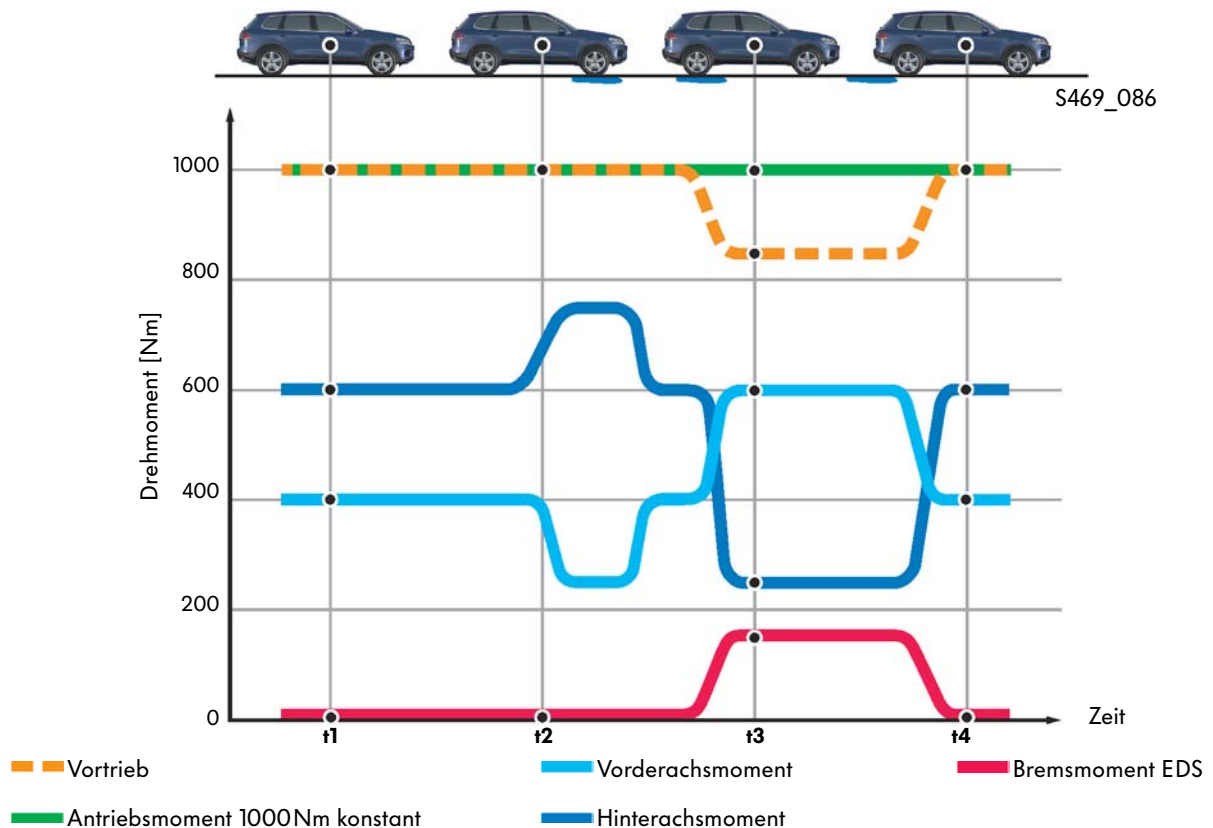 S469_086
1000
800
600
400
200
0
Drehmoment [Nm]
t1 t2 t3 t4
Zeit
Vortrieb Vorderachsmoment Bremsmoment EDS
Antriebsmoment 1000 Nm konstant Hinterachsmoment